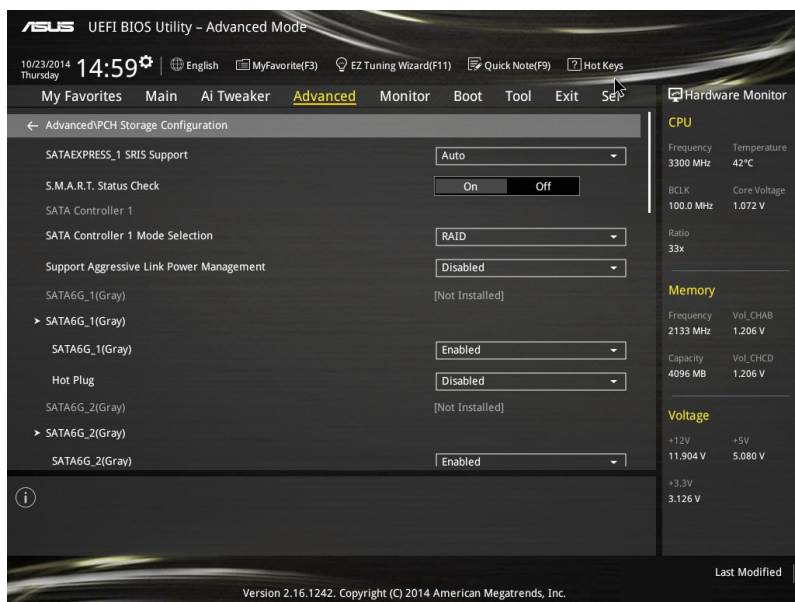 ASUS UEFI BIOS Utility – Advanced Mode
10/23/2014 Thursday 14:59 English MyFavorite(F3) EZ Tuning Wizard(F11) Quick Note(F9) ? Hot Keys
My Favorites Main Ai Tweaker Advanced Monitor Boot Tool Exit
← Advanced\PCH Storage Configuration
SATAEXPRESS_1 SRIS Support Auto
S.M.A.R.T. Status Check On Off
SATA Controller 1
SATA Controller 1 Mode Selection RAID
Support Aggressive Link Power Management Disabled
SATA6G_1(Gray) [Not Installed]
> SATA6G_1(Gray)
SATA6G_1(Gray) Enabled
Hot Plug Disabled
SATA6G_2(Gray) [Not Installed]
> SATA6G_2(Gray)
SATA6G_2(Gray) Enabled
Hardware Monitor
CPU
Frequency Temperature
3300 MHz 42°C
BCLK Core Voltage
100.0 MHz 1.072 V
Ratio
33x
Memory
Frequency Vol_CHAB
2133 MHz 1.206 V
Capacity Vol_CHCD
4096 MB 1.206 V
Voltage
+12V +5V
11.904 V 5.080 V
+3.3V
3.126 V
Last Modified
Version 2.16.1242. Copyright (C) 2014 American Megatrends, Inc.